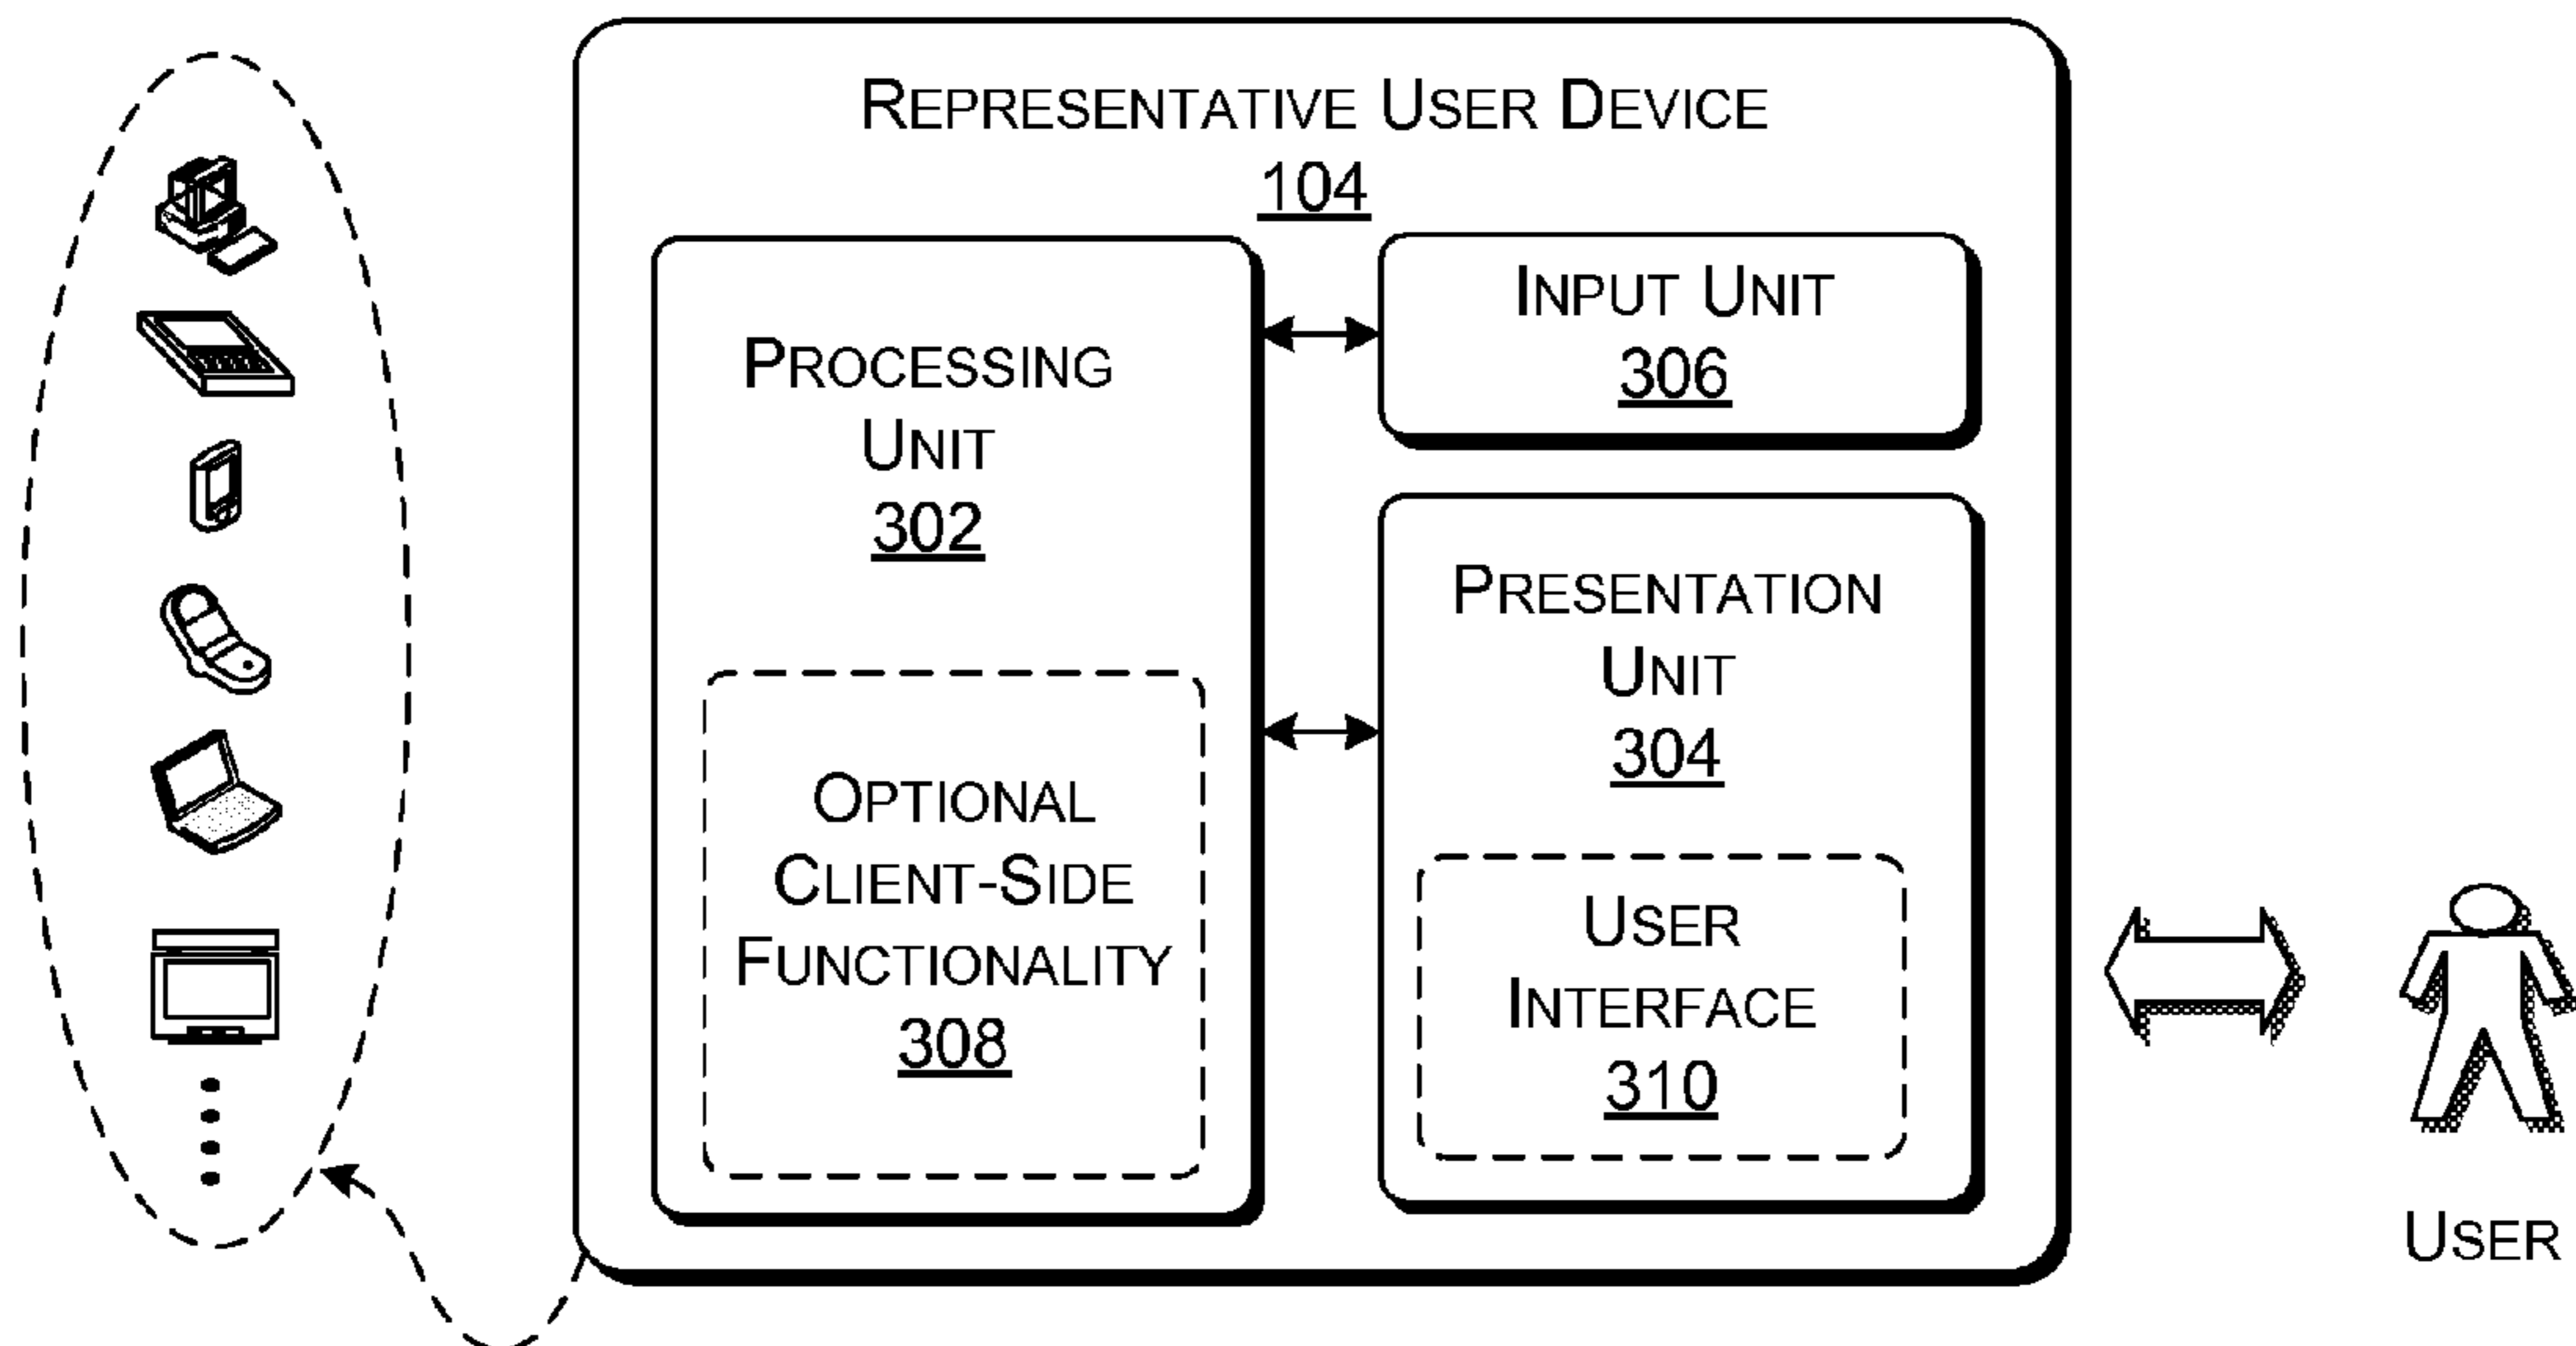 REPRESENTATIVE USER DEVICE
104
PROCESSING
UNIT
302
OPTIONAL
CLIENT-SIDE
FUNCTIONALITY
308
INPUT UNIT
306
PRESENTATION
UNIT
304
USER
INTERFACE
310
USER